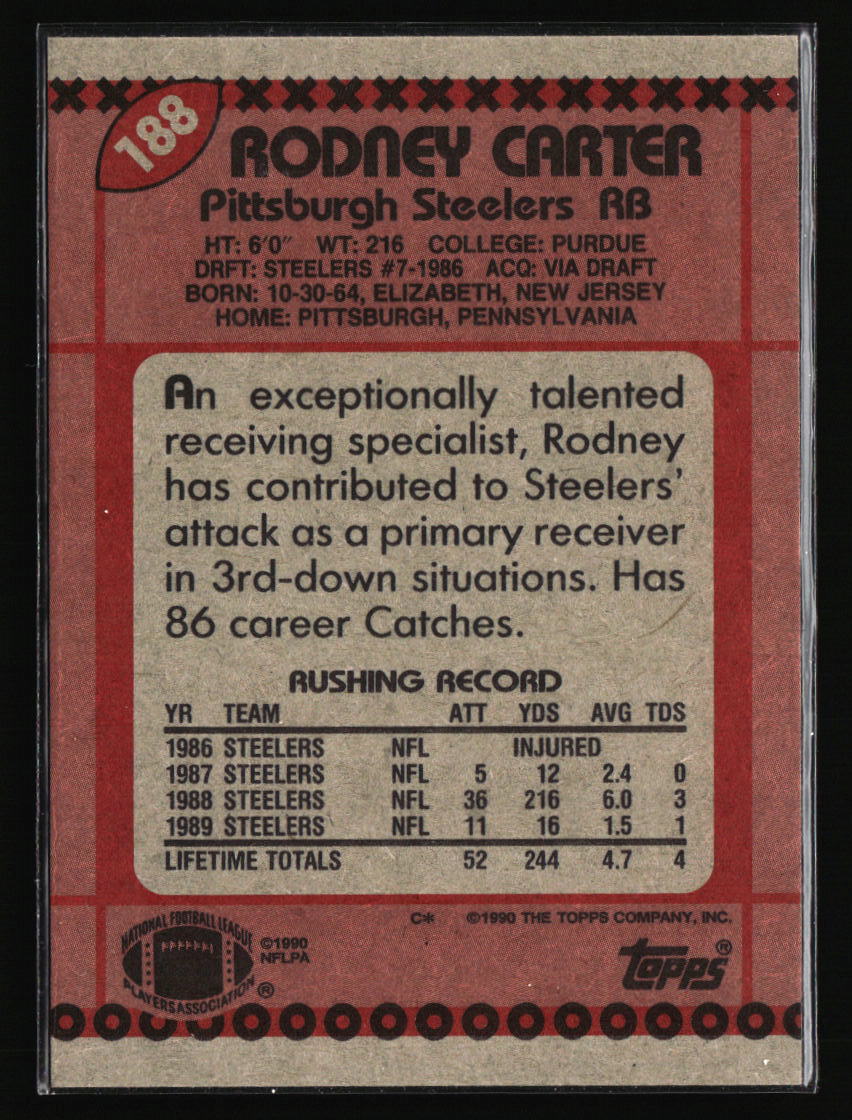 188
RODNEY CARTER
Pittsburgh Steelers RB
HT: 6'0" WT: 216 COLLEGE: PURDUE
DRFT: STEELERS #7-1986 ACQ: VIA DRAFT
BORN: 10-30-64, ELIZABETH, NEW JERSEY
HOME: PITTSBURGH, PENNSYLVANIA
An exceptionally talented
receiving specialist, Rodney
has contributed to Steelers'
attack as a primary receiver
in 3rd-down situations. Has
86 career Catches.
RUSHING RECORD
YR TEAM ATT YDS AVG TDS
1986 STEELERS NFL INJURED
1987 STEELERS NFL 5 12 2.4 0
1988 STEELERS NFL 36 216 6.0 3
1989 STEELERS NFL 11 16 1.5 1
LIFETIME TOTALS 52 244 4.7 4
C* ©1990 THE TOPPS COMPANY, INC.
NATIONAL FOOTBALL LEAGUE
PLAYERS ASSOCIATION ®
©1990
NFLPA
topps®